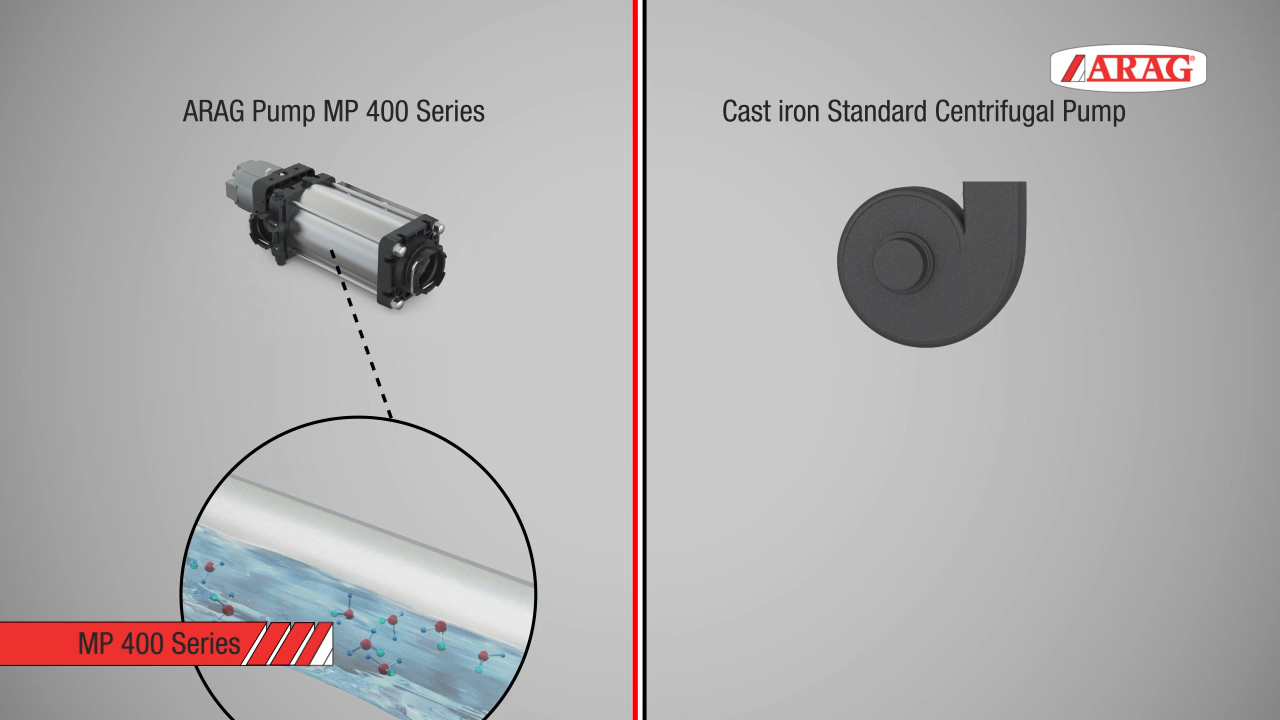 ARAG®
ARAG Pump MP 400 Series
Cast iron Standard Centrifugal Pump
MP 400 Series